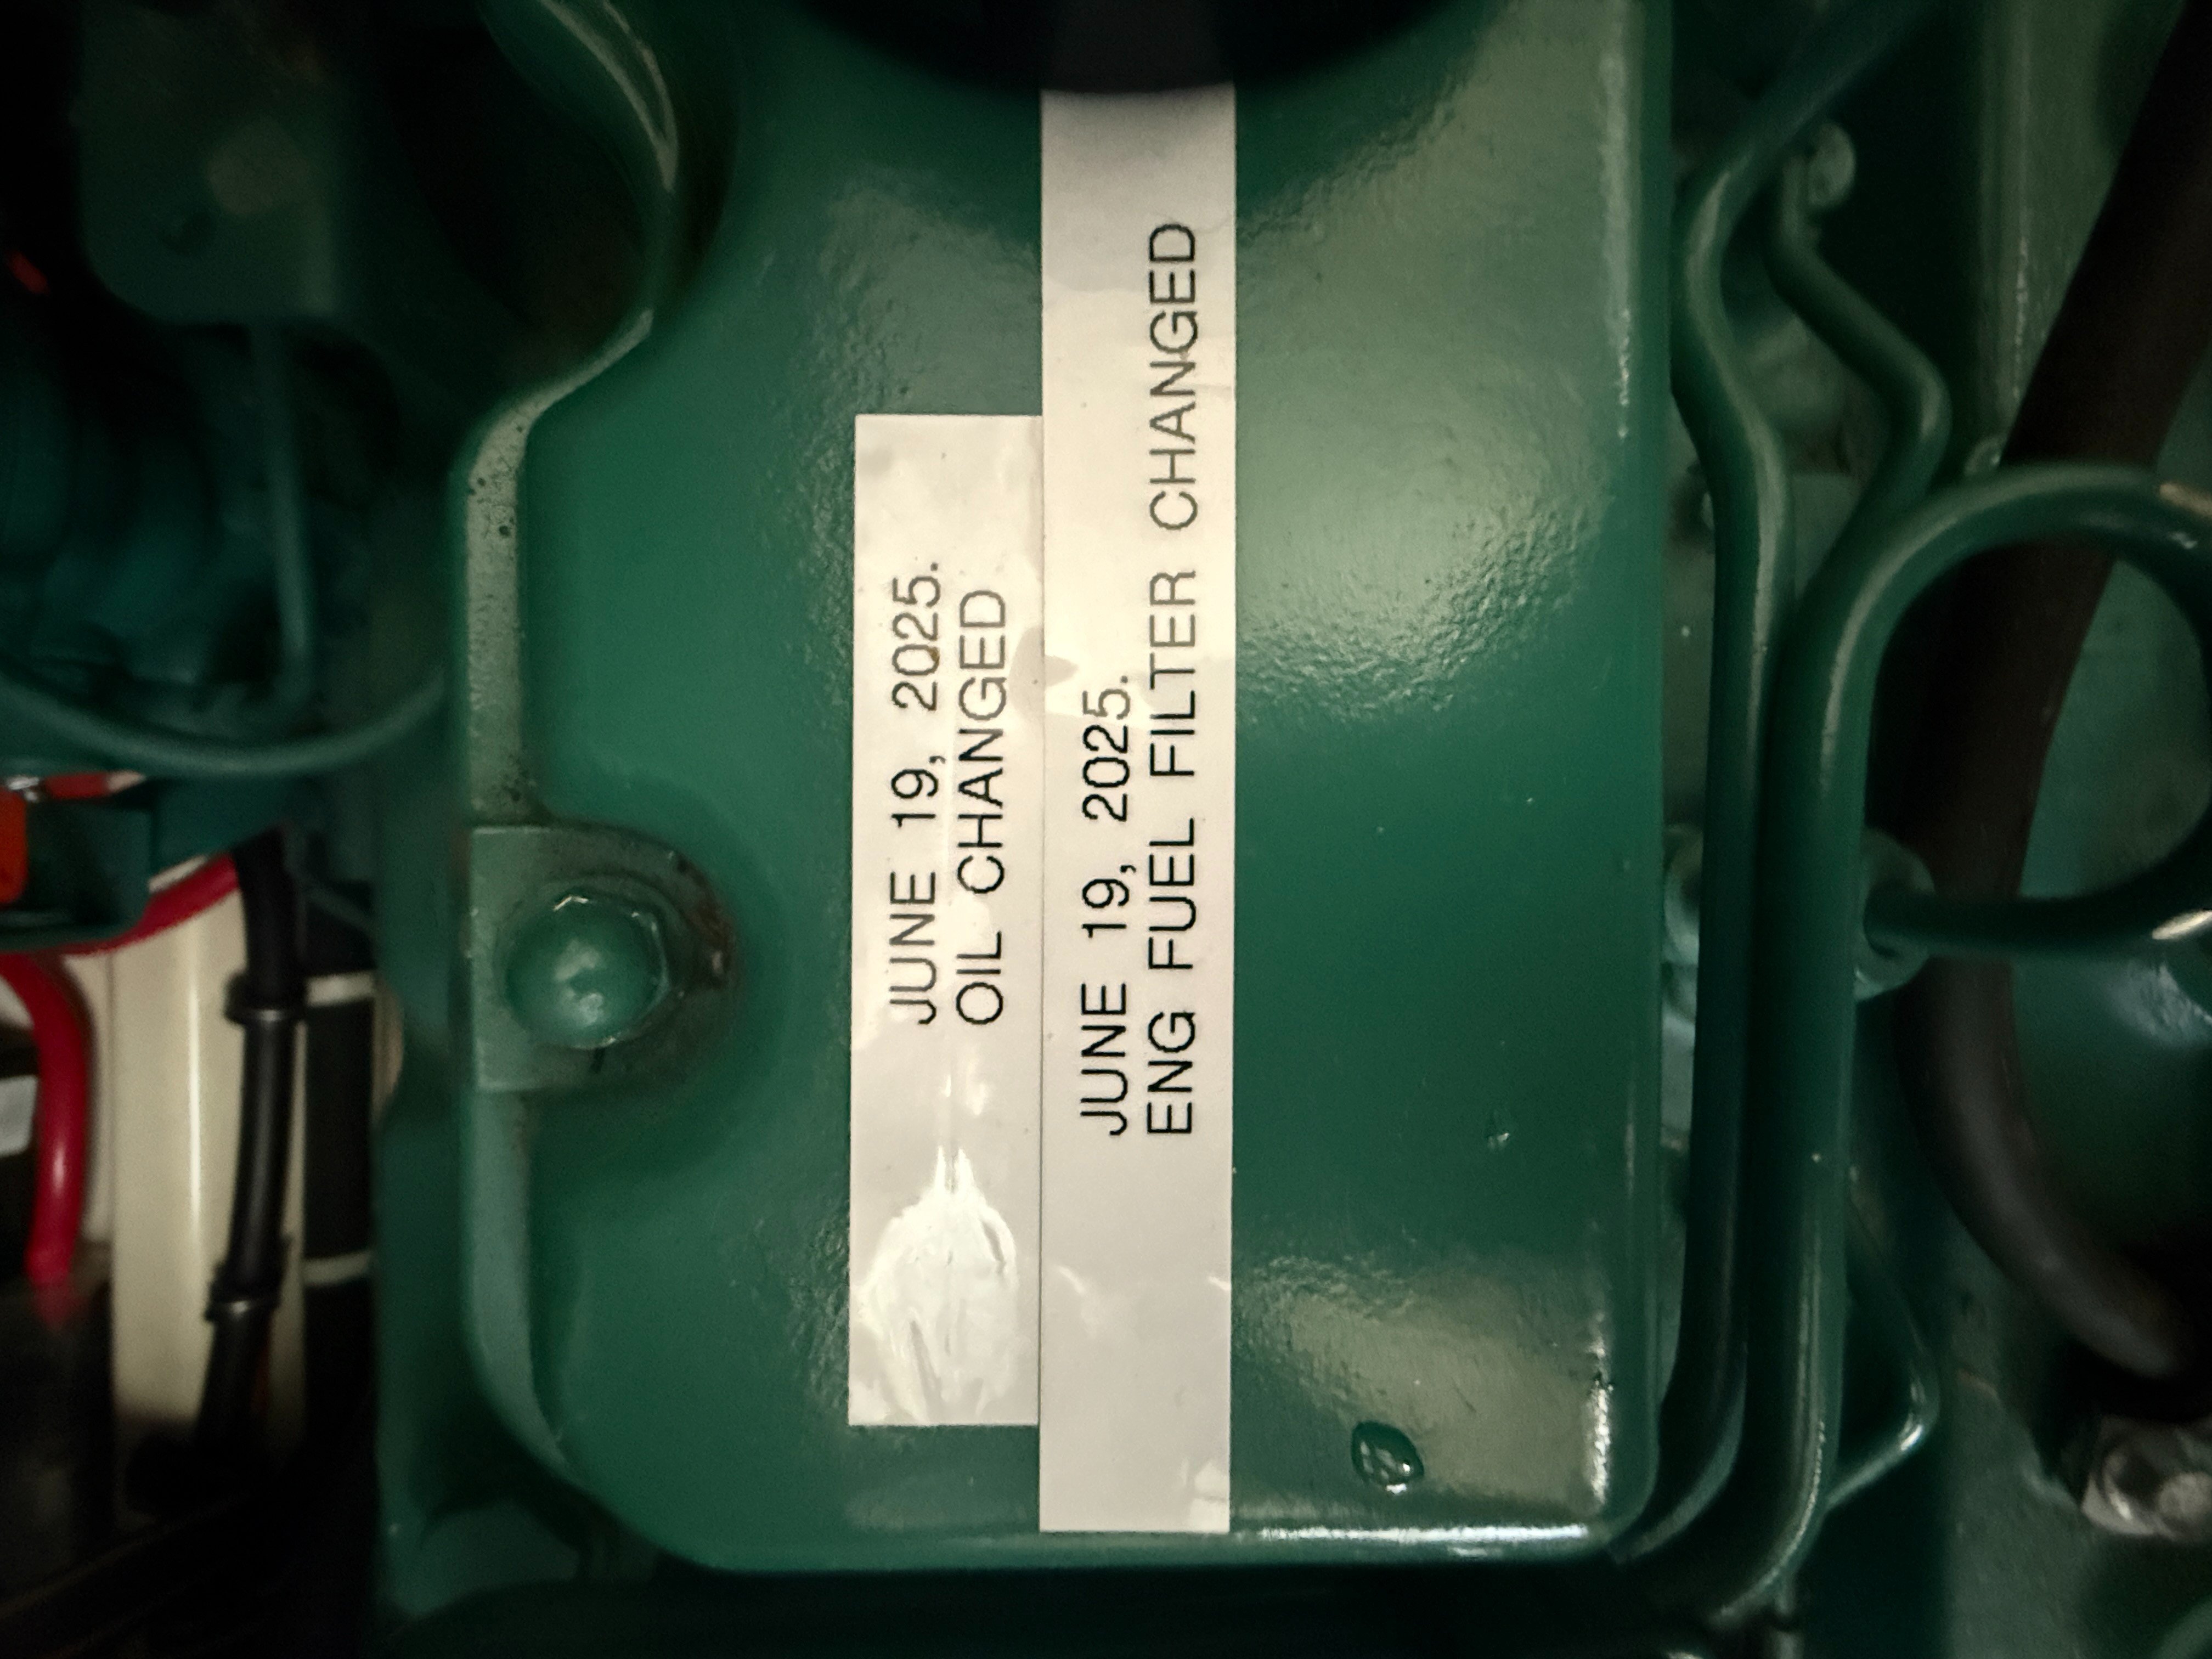 JUNE 19, 2025.
OIL CHANGED
JUNE 19, 2025.
ENG FUEL FILTER CHANGED